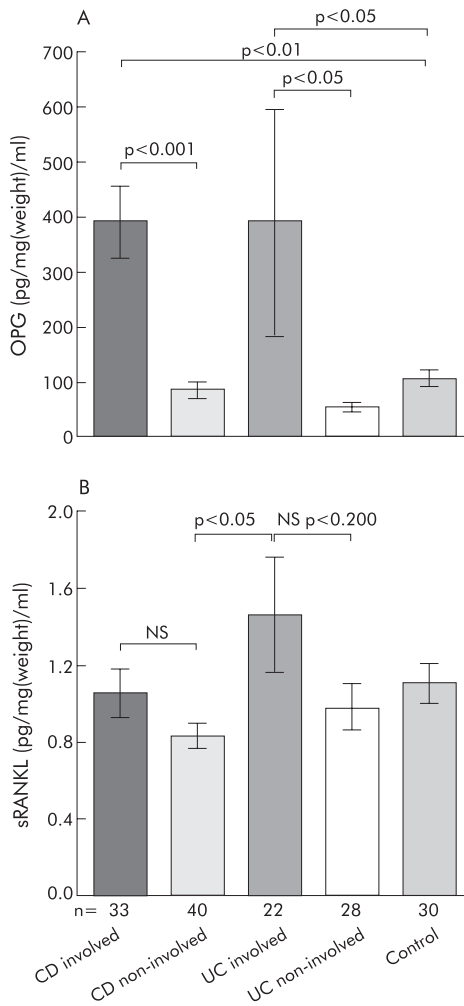 A
p<0.05
p<0.01
p<0.05
p<0.001
700
600
500
400
300
200
100
0
OPG (pg/mg(weight)/ml)
B
p<0.05
NS p<0.200
NS
2.0
1.6
1.2
0.8
0.4
0.0
sRANKL (pg/mg(weight)/ml)
n= 33 40 22 28 30
CD involved
CD non-involved
UC involved
UC non-involved
Control